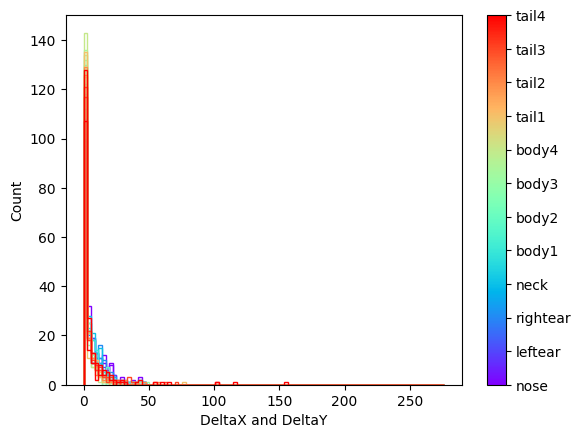 140
120
100
80
60
40
20
0
Count
0 50 100 150 200 250
DeltaX and DeltaY
tail4
tail3
tail2
tail1
body4
body3
body2
body1
neck
rightear
leftear
nose